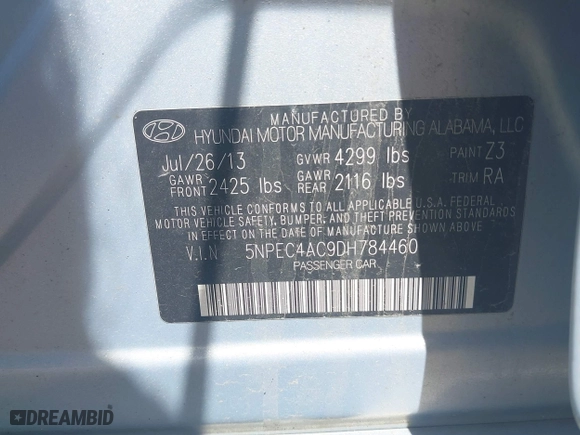 MANUFACTURED BY
HYUNDAI MOTOR MANUFACTURING ALABAMA, LLC
Jul/26/13 GVWR 4299 lbs PAINT Z3
GAWR FRONT 2425 lbs GAWR REAR 2116 lbs TRIM RA
THIS VEHICLE CONFORMS TO ALL APPLICABLE U.S.A. FEDERAL
MOTOR VEHICLE SAFETY, BUMPER, AND THEFT PREVENTION STANDARDS
IN EFFECT ON THE DATE OF MANUFACTURE SHOWN ABOVE.
V.I.N 5NPEC4AC9DH784460
PASSENGER CAR
DREAMBID